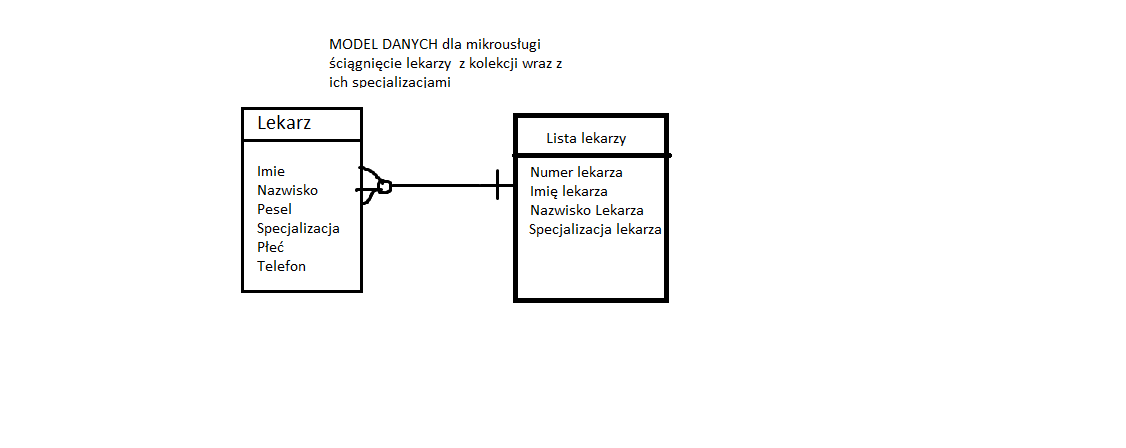 MODEL DANYCH dla mikrousługi
ściągnięcie lekarzy z kolekcji wraz z
ich specjalizacjami
Lekarz
Imie
Nazwisko
Pesel
Specjalizacja
Płeć
Telefon
Lista lekarzy
Numer lekarza
Imię lekarza
Nazwisko Lekarza
Specjalizacja lekarza